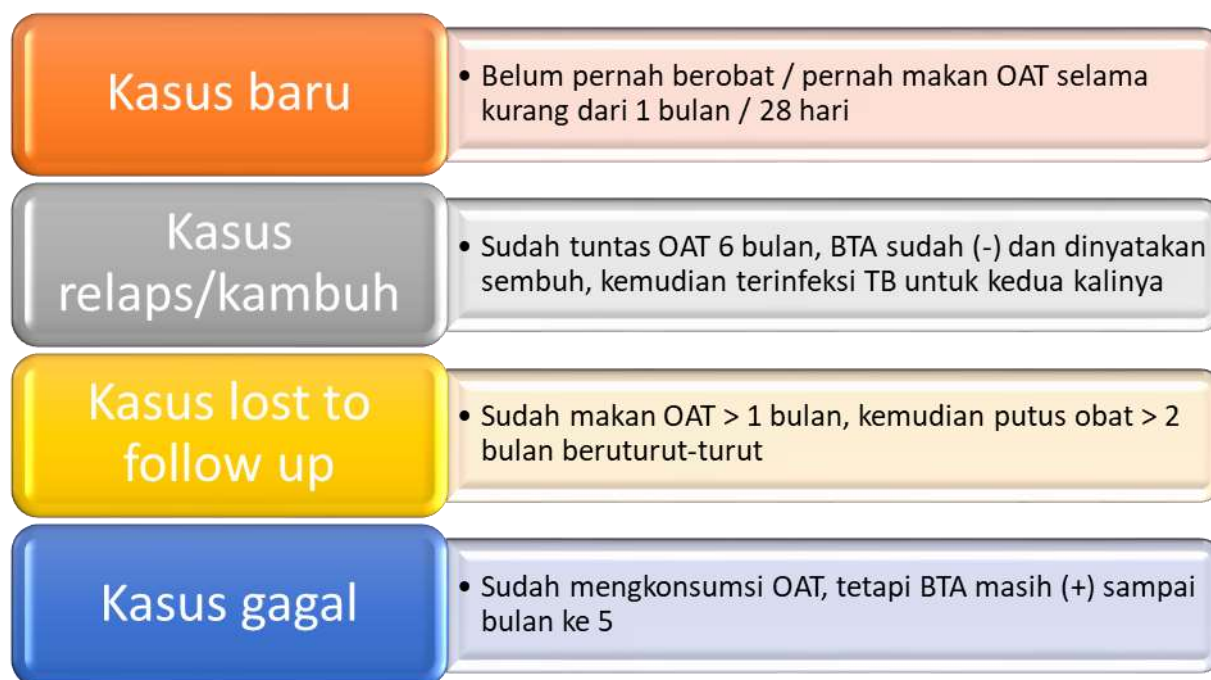 Kasus baru
• Belum pernah berobat / pernah makan OAT selama
kurang dari 1 bulan / 28 hari
Kasus
relaps/kambuh
• Sudah tuntas OAT 6 bulan, BTA sudah (-) dan dinyatakan
sembuh, kemudian terinfeksi TB untuk kedua kalinya
Kasus lost to
follow up
• Sudah makan OAT > 1 bulan, kemudian putus obat > 2
bulan beruturut-turut
Kasus gagal
• Sudah mengkonsumsi OAT, tetapi BTA masih (+) sampai
bulan ke 5